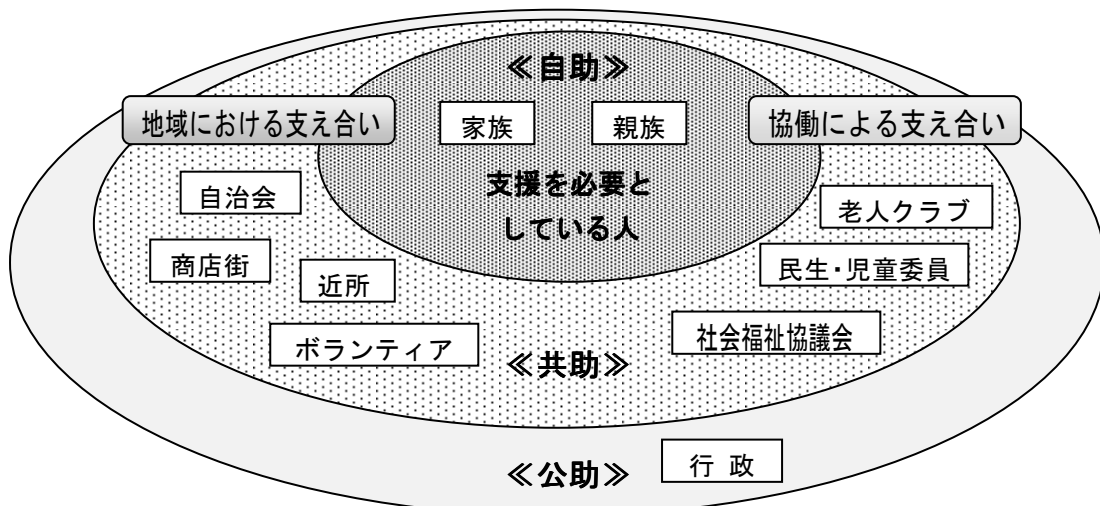 ≪自助≫
家族
親族
地域における支え合い
協働による支え合い
支援を必要と
している人
自治会
老人クラブ
商店街
近所
民生・児童委員
ボランティア
社会福祉協議会
≪共助≫
行 政
≪公助≫